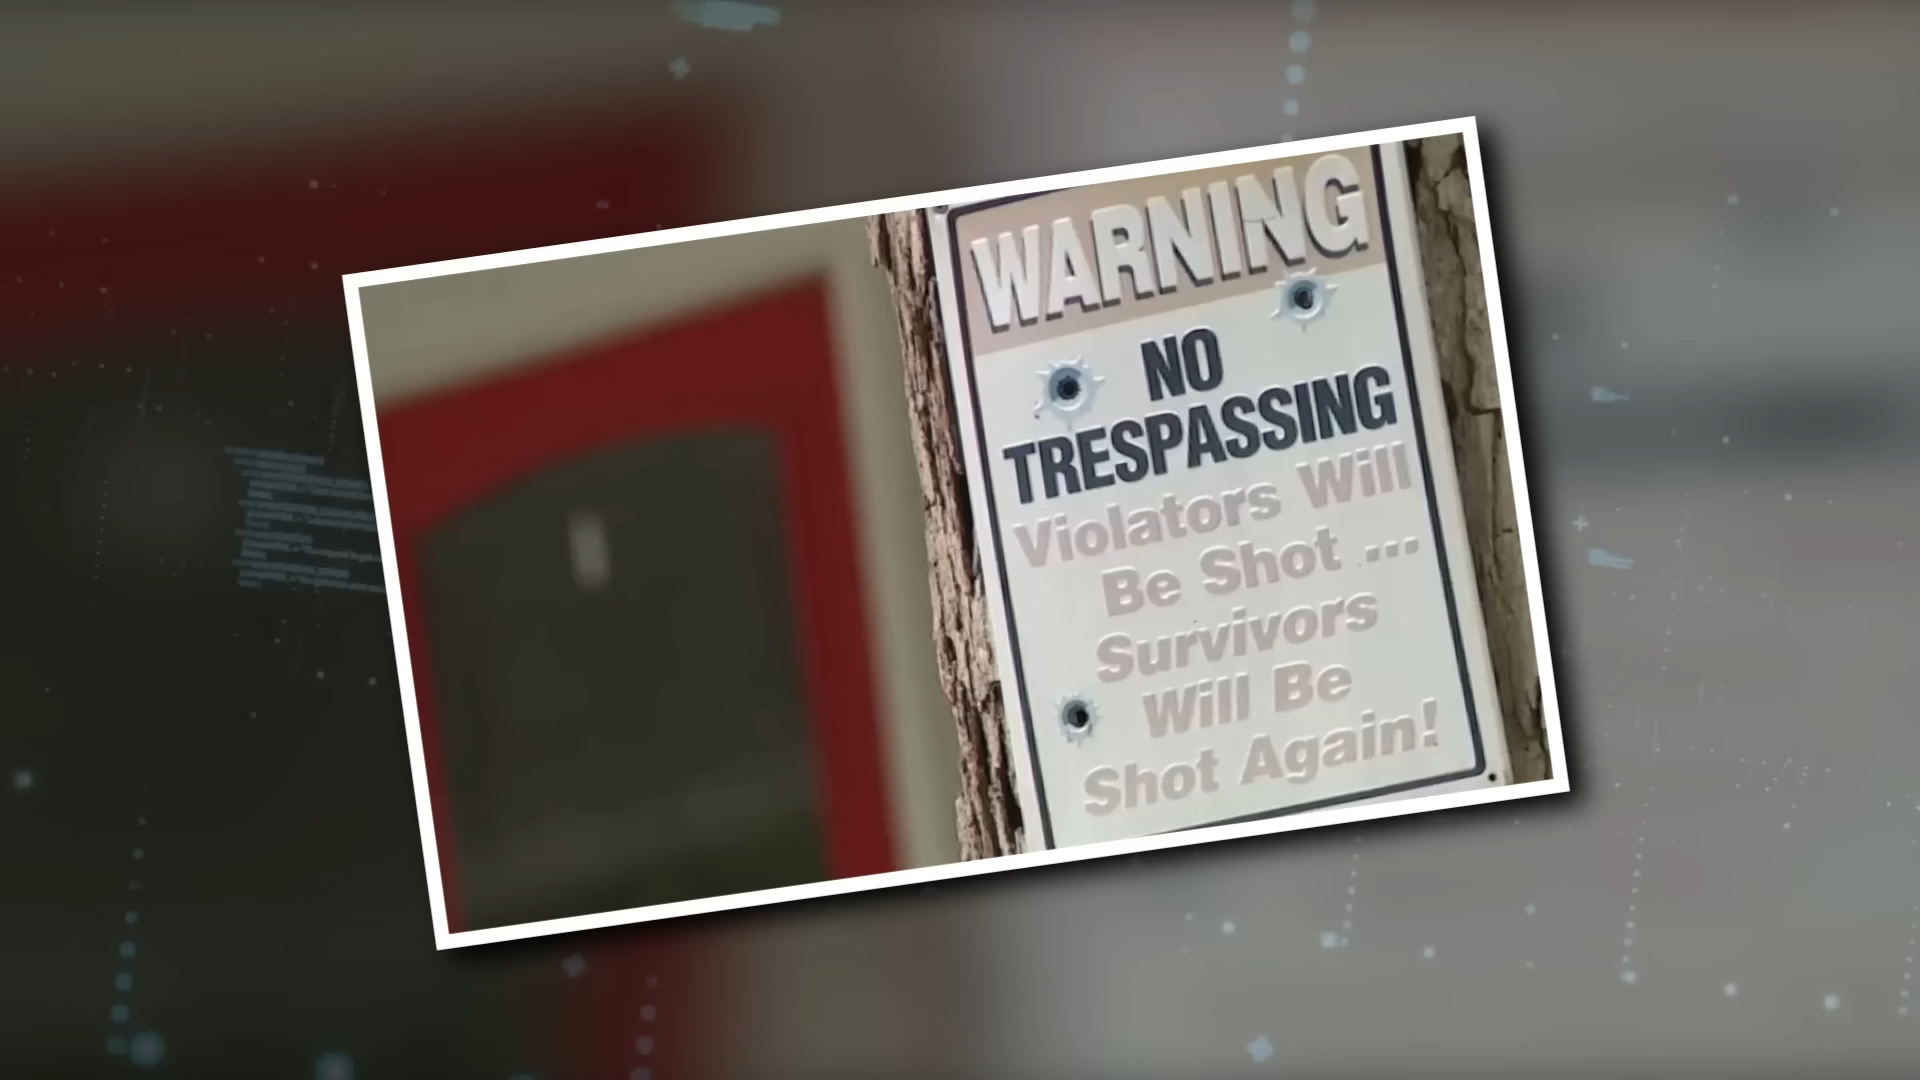 WARNING
NO
TRESPASSING
Violators Will
Be Shot ...
Survivors
Will Be
Shot Again!